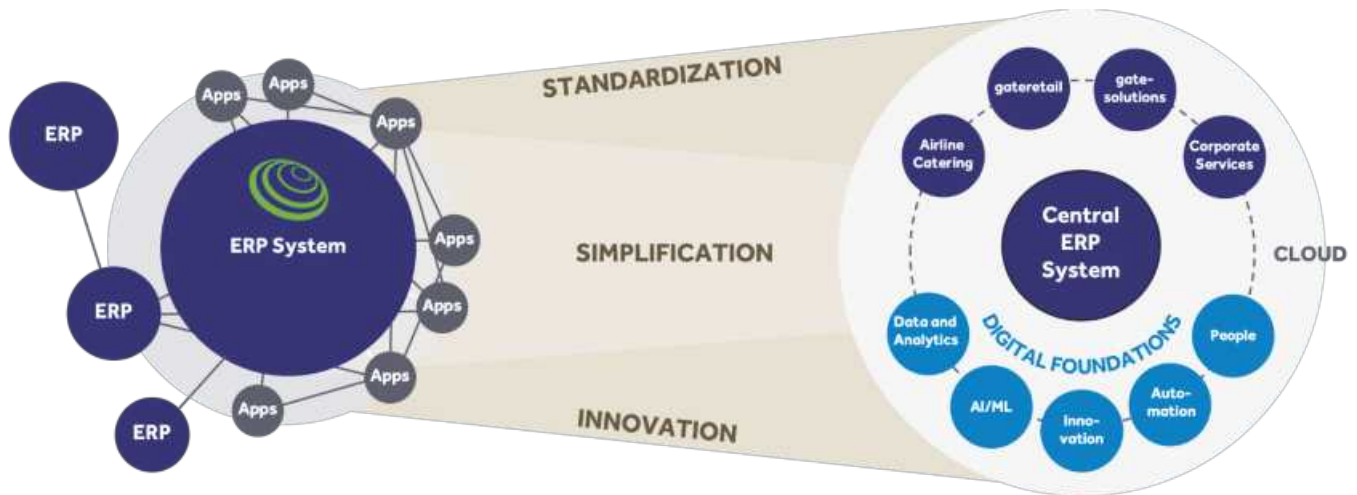 Apps
Apps
Apps
ERP
ERP System
Apps
Apps
ERP
Apps
Apps
ERP
STANDARDIZATION
SIMPLIFICATION
INNOVATION
gateretail
gate-
solutions
Airline
Catering
Corporate
Services
Central
ERP
System
CLOUD
Data and
Analytics
DIGITAL FOUNDATIONS
People
AI/ML
Inno-
vation
Auto-
mation